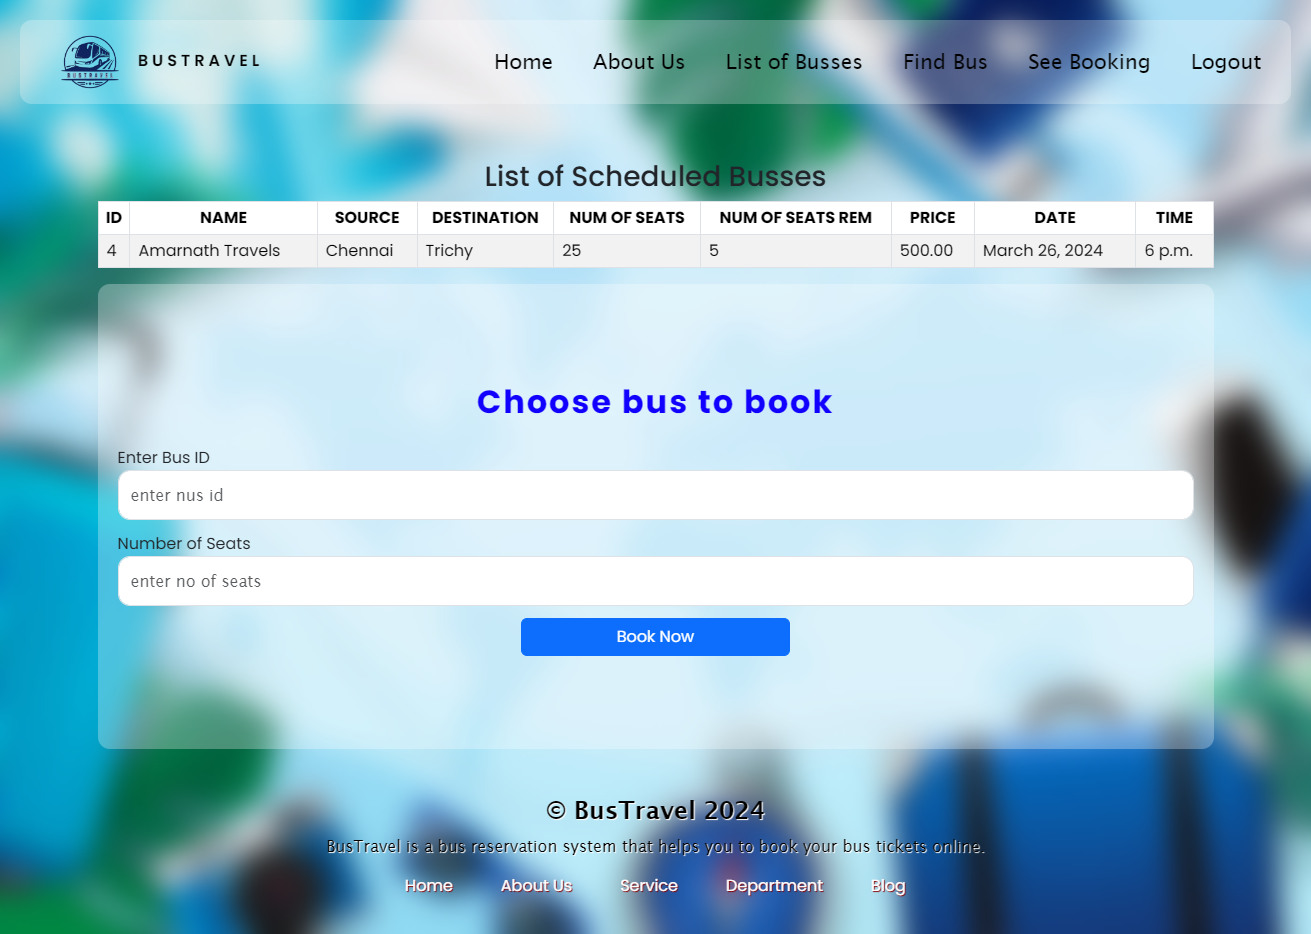 BUSTRAVEL
BUSTRAVEL Home About Us List of Busses Find Bus See Booking Logout
List of Scheduled Busses
ID NAME SOURCE DESTINATION NUM OF SEATS NUM OF SEATS REM PRICE DATE TIME
4 Amarnath Travels Chennai Trichy 25 5 500.00 March 26, 2024 6 p.m.
Choose bus to book
Enter Bus ID
enter nus id
Number of Seats
enter no of seats
Book Now
© BusTravel 2024
BusTravel is a bus reservation system that helps you to book your bus tickets online.
Home About Us Service Department Blog